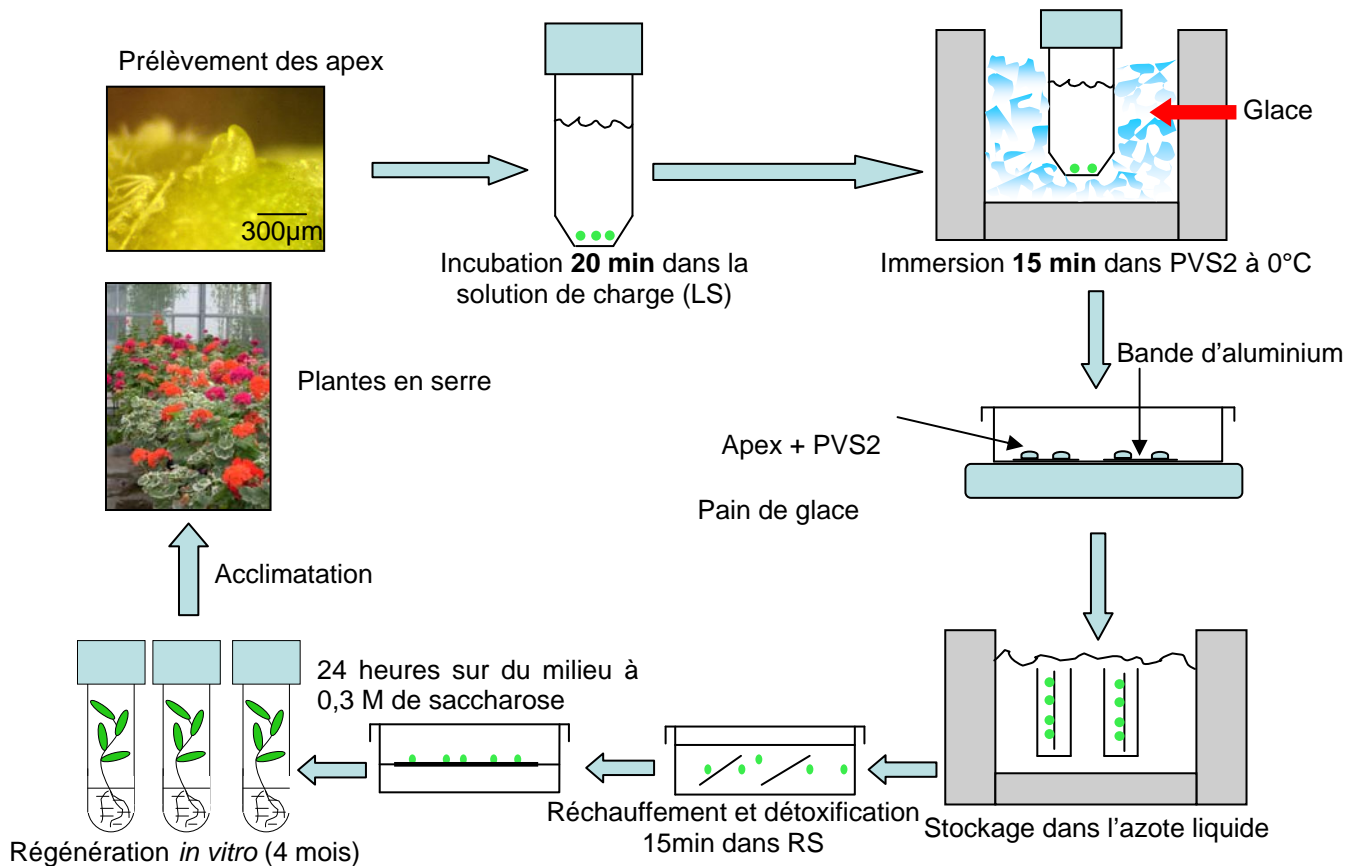 Prélèvement des apex
300µm
Incubation 20 min dans la
solution de charge (LS)
Glace
Immersion 15 min dans PVS2 à 0°C
Bande d'aluminium
Apex + PVS2
Pain de glace
Stockage dans l'azote liquide
Réchauffement et détoxification
15min dans RS
24 heures sur du milieu à
0,3 M de saccharose
Régénération in vitro (4 mois)
Acclimatation
Plantes en serre